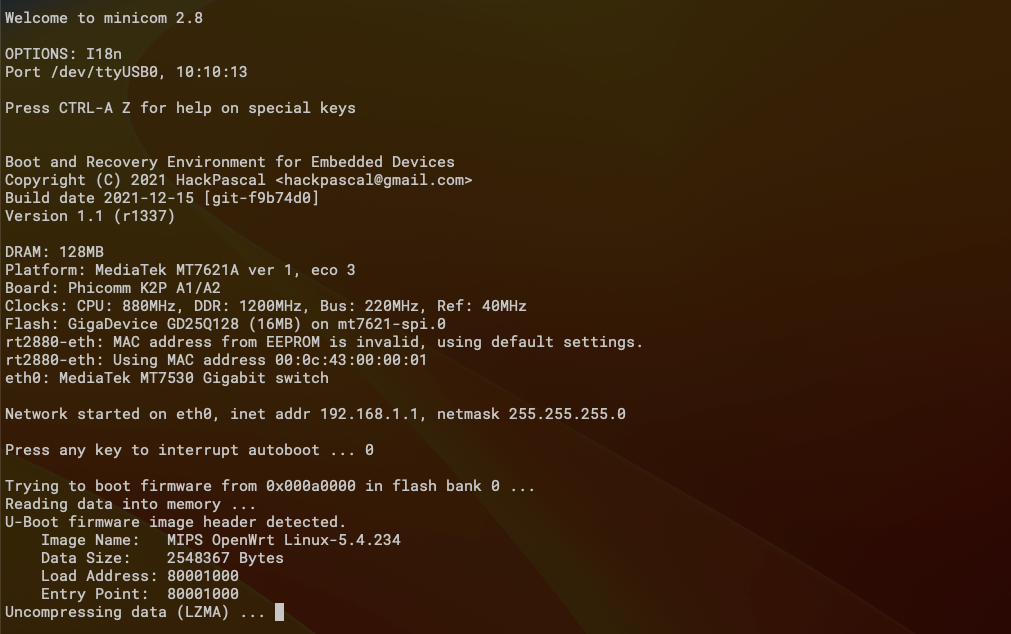 Welcome to minicom 2.8
OPTIONS: I18n
Port /dev/ttyUSB0, 10:10:13
Press CTRL-A Z for help on special keys
Boot and Recovery Environment for Embedded Devices
Copyright (C) 2021 HackPascal <hackpascal@gmail.com>
Build date 2021-12-15 [git-f9b74d0]
Version 1.1 (r1337)
DRAM: 128MB
Platform: MediaTek MT7621A ver 1, eco 3
Board: Phicomm K2P A1/A2
Clocks: CPU: 880MHz, DDR: 1200MHz, Bus: 220MHz, Ref: 40MHz
Flash: GigaDevice GD25Q128 (16MB) on mt7621-spi.0
rt2880-eth: MAC address from EEPROM is invalid, using default settings.
rt2880-eth: Using MAC address 00:0c:43:00:00:01
eth0: MediaTek MT7530 Gigabit switch
Network started on eth0, inet addr 192.168.1.1, netmask 255.255.255.0
Press any key to interrupt autoboot ... 0
Trying to boot firmware from 0x000a0000 in flash bank 0 ...
Reading data into memory ...
U-Boot firmware image header detected.
    Image Name:   MIPS OpenWrt Linux-5.4.234
    Data Size:    2548367 Bytes
    Load Address: 80001000
    Entry Point:  80001000
Uncompressing data (LZMA) ...